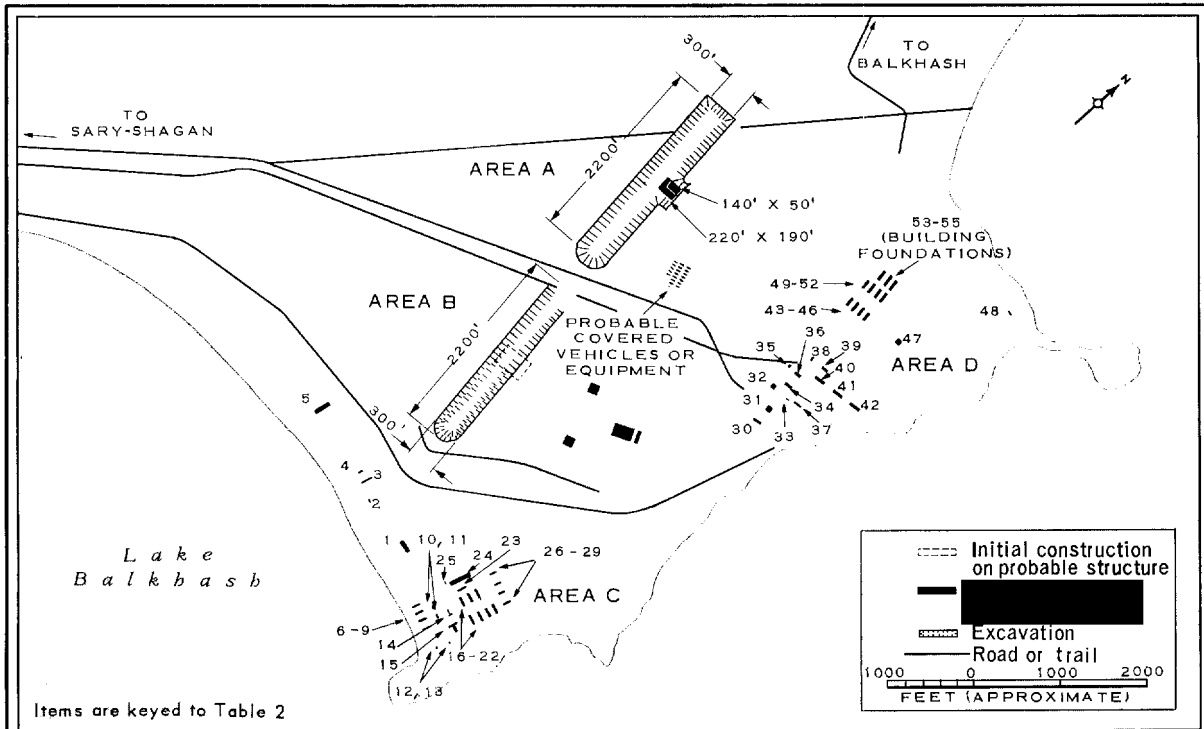 TO
SARY-SHAGAN
TO
BALKHASH
N
300'
2200'
AREA A
140' X 50'
220' X 190'
53-55
(BUILDING
FOUNDATIONS)
49-52
43-46
48
AREA B
2200'
300'
PROBABLE
COVERED
VEHICLES OR
EQUIPMENT
35
36
38
39
47
AREA D
40
32
41
31
34
42
30
33
37
5
4
3
2
1
10, 11
25
24
23
26 - 29
AREA C
Lake
Balkhash
6 - 9
14
15
16-22
12, 13
Initial construction
on probable structure
Excavation
Road or trail
1000 0 1000 2000
FEET (APPROXIMATE)
Items are keyed to Table 2